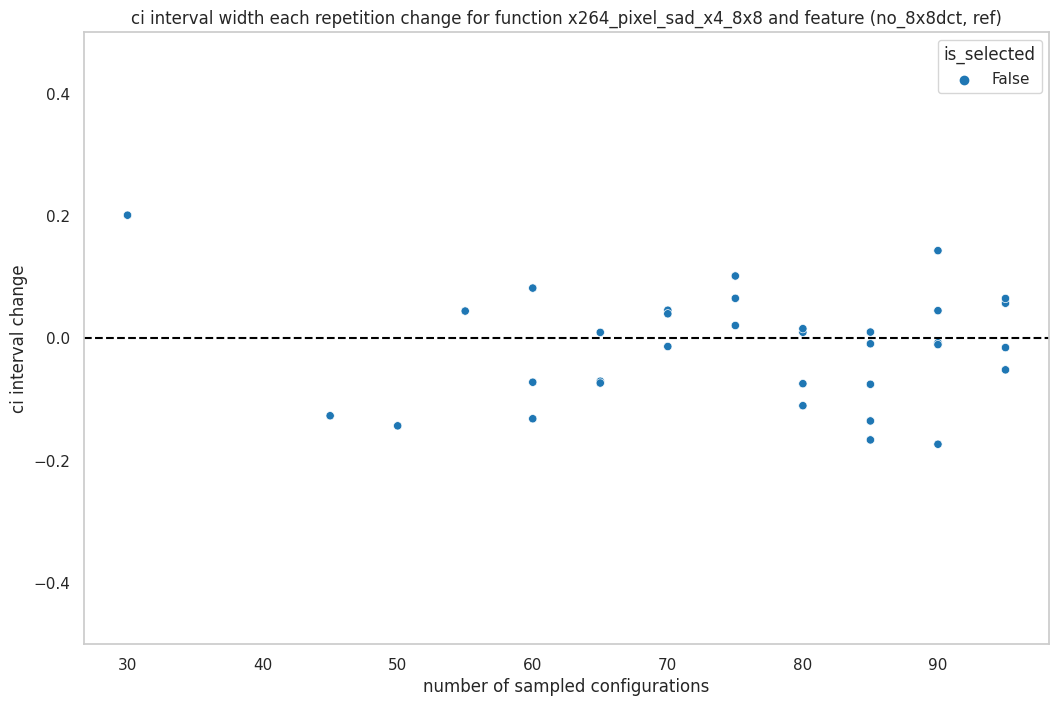 ci interval width each repetition change for function x264_pixel_sad_x4_8x8 and feature (no_8x8dct, ref)
is_selected
False
ci interval change
0.4
0.2
0.0
−0.2
−0.4
30 40 50 60 70 80 90
number of sampled configurations